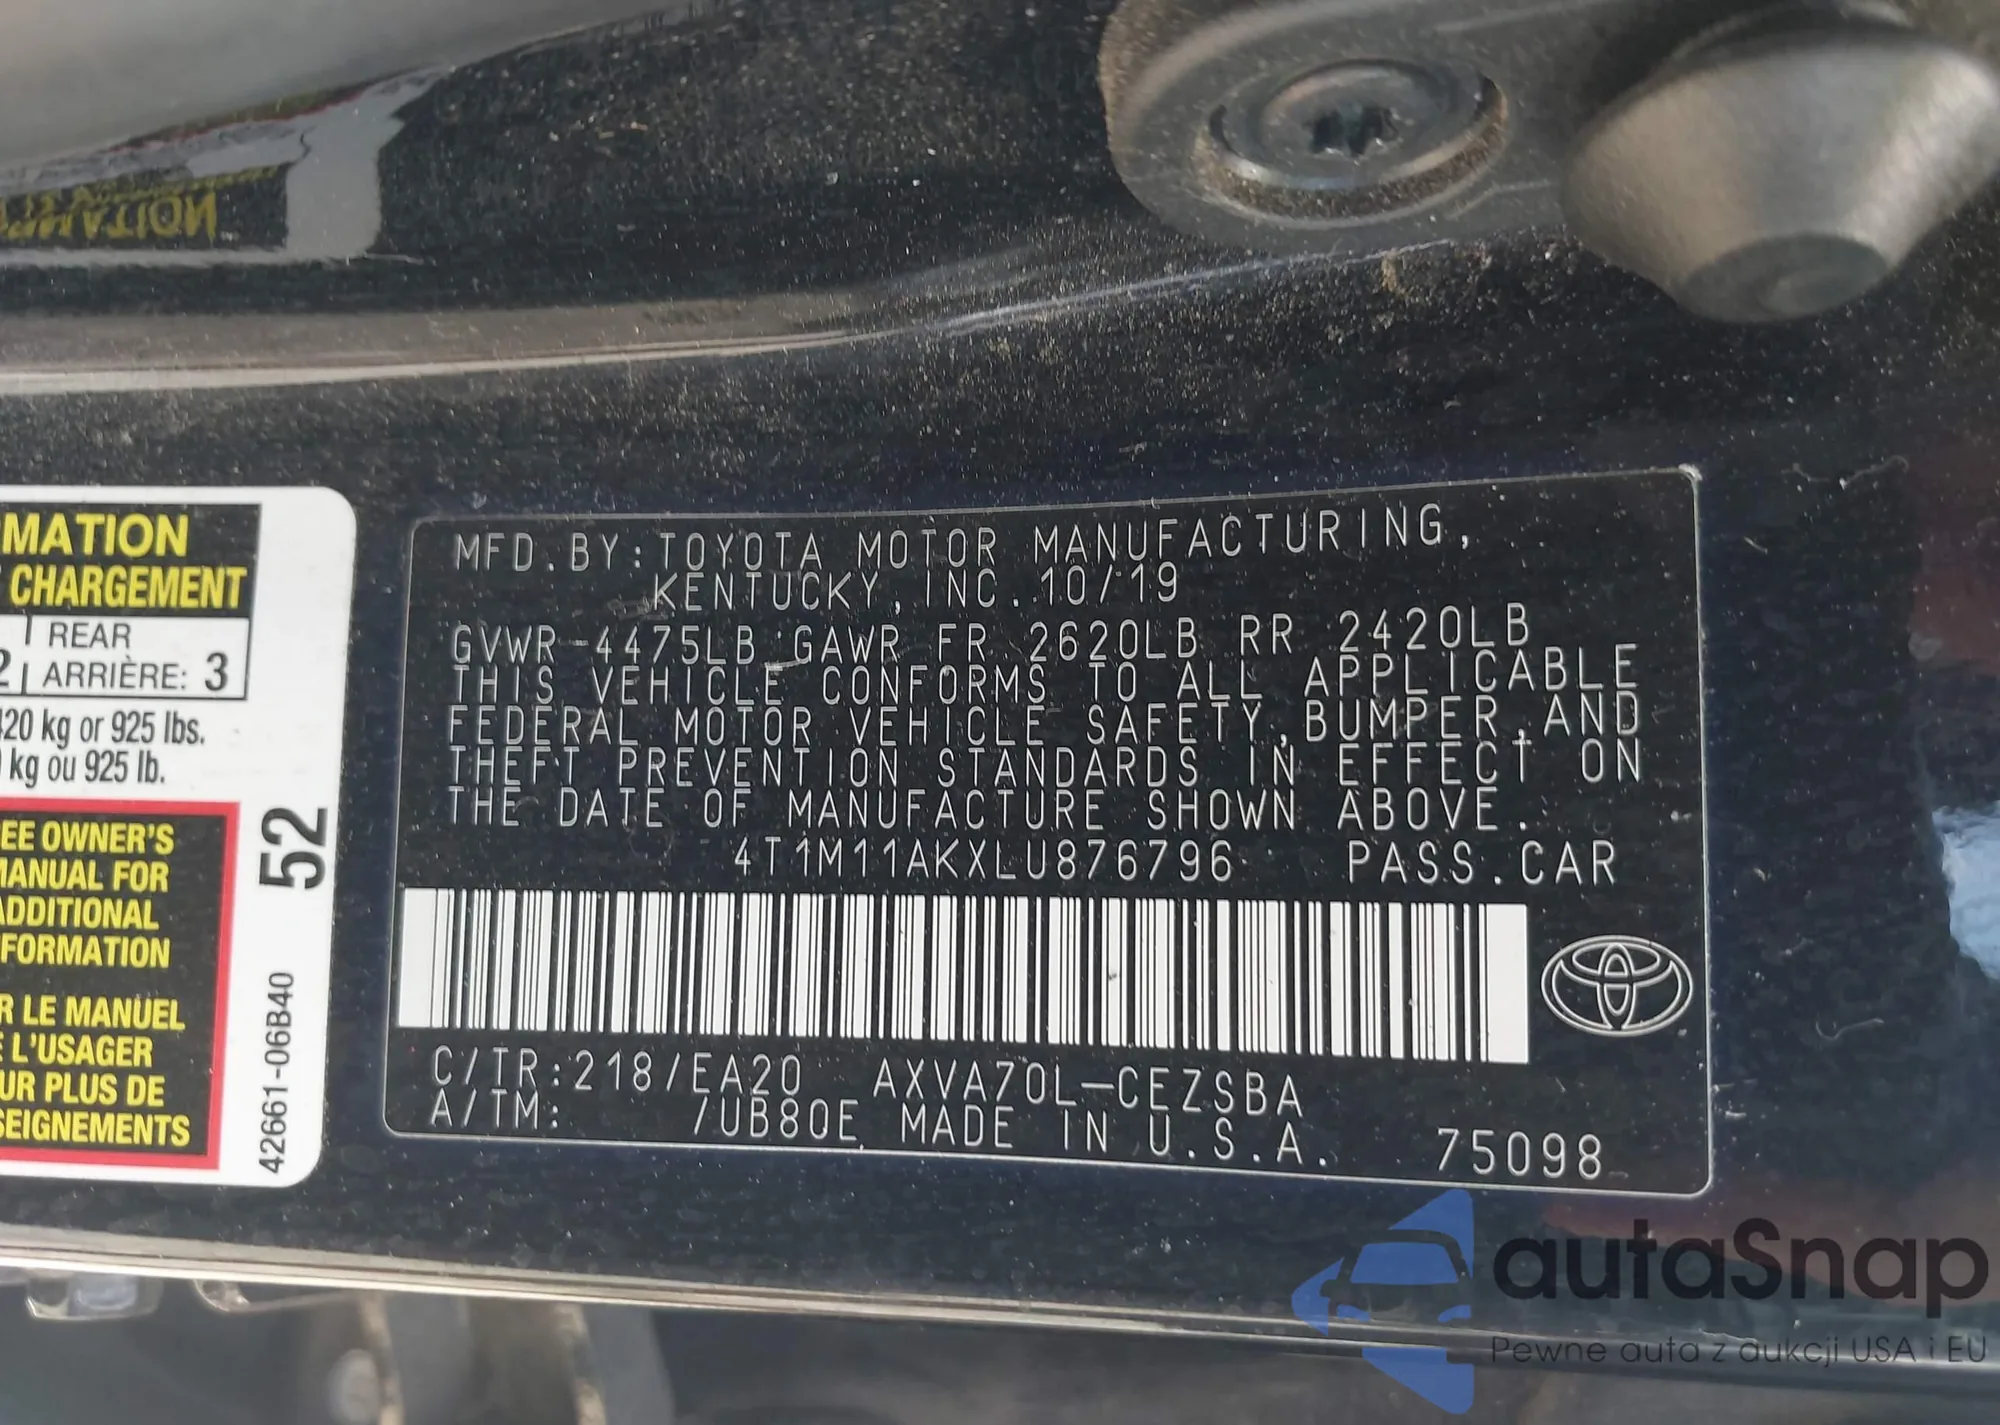 RMATION
CHARGEMENT
REAR
2 ARRIÈRE: 3
420 kg or 925 lbs.
kg ou 925 lb.
EE OWNER'S
MANUAL FOR
ADDITIONAL
FORMATION
R LE MANUEL
L'USAGER
UR PLUS DE
SEIGNEMENTS
52
42661-06B40
MFD. BY: TOYOTA MOTOR MANUFACTURING,
KENTUCKY, INC. 10/19
GVWR 4475LB GAWR FR 2620LB RR 2420LB
THIS VEHICLE CONFORMS TO ALL APPLICABLE
FEDERAL MOTOR VEHICLE SAFETY, BUMPER, AND
THEFT PREVENTION STANDARDS IN EFFECT ON
THE DATE OF MANUFACTURE SHOWN ABOVE.
4T1M11AKXLU876796 PASS. CAR
C/TR: 218/EA20 AXVA70L-CEZSBA
A/TM: /UB80E MADE IN U.S.A. 75098
autaSnap
Pewne auta z aukcji USA i EU